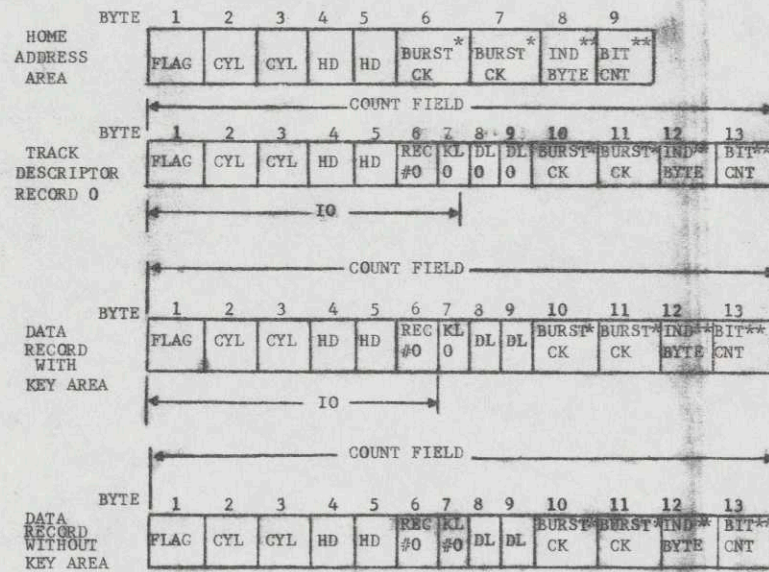 BYTE 1 2 3 4 5 6 7 8 9
HOME
ADDRESS
AREA
FLAG CYL CYL HD HD BURST* CK BURST* CK IND** BYTE BIT** CNT
COUNT FIELD
BYTE 1 2 3 4 5 6 7 8 9 10 11 12 13
TRACK
DESCRIPTOR
RECORD 0
FLAG CYL CYL HD HD REC #0 KL 0 DL 0 DL 0 BURST* CK BURST* CK IND** BYTE BIT** CNT
IO
COUNT FIELD
BYTE 1 2 3 4 5 6 7 8 9 10 11 12 13
DATA
RECORD
WITH
KEY AREA
FLAG CYL CYL HD HD REC #0 KL 0 DL DL BURST* CK BURST* CK IND** BYTE BIT** CNT
IO
COUNT FIELD
BYTE 1 2 3 4 5 6 7 8 9 10 11 12 13
DATA
RECORD
WITHOUT
KEY AREA
FLAG CYL CYL HD HD REC #0 KL #0 DL DL BURST* CK BURST* CK IND** BYTE BIT** CNT